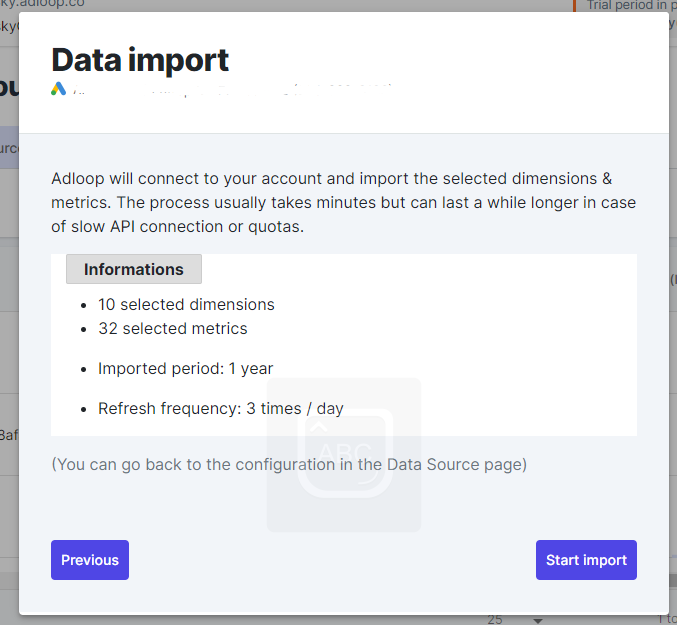 ky.adloop.co
Trial period in p
Data import
Adloop will connect to your account and import the selected dimensions &
metrics. The process usually takes minutes but can last a while longer in case
of slow API connection or quotas.
Informations
10 selected dimensions
32 selected metrics
Imported period: 1 year
Refresh frequency: 3 times / day
ABC
(You can go back to the configuration in the Data Source page)
Previous
Start import
25
1 to